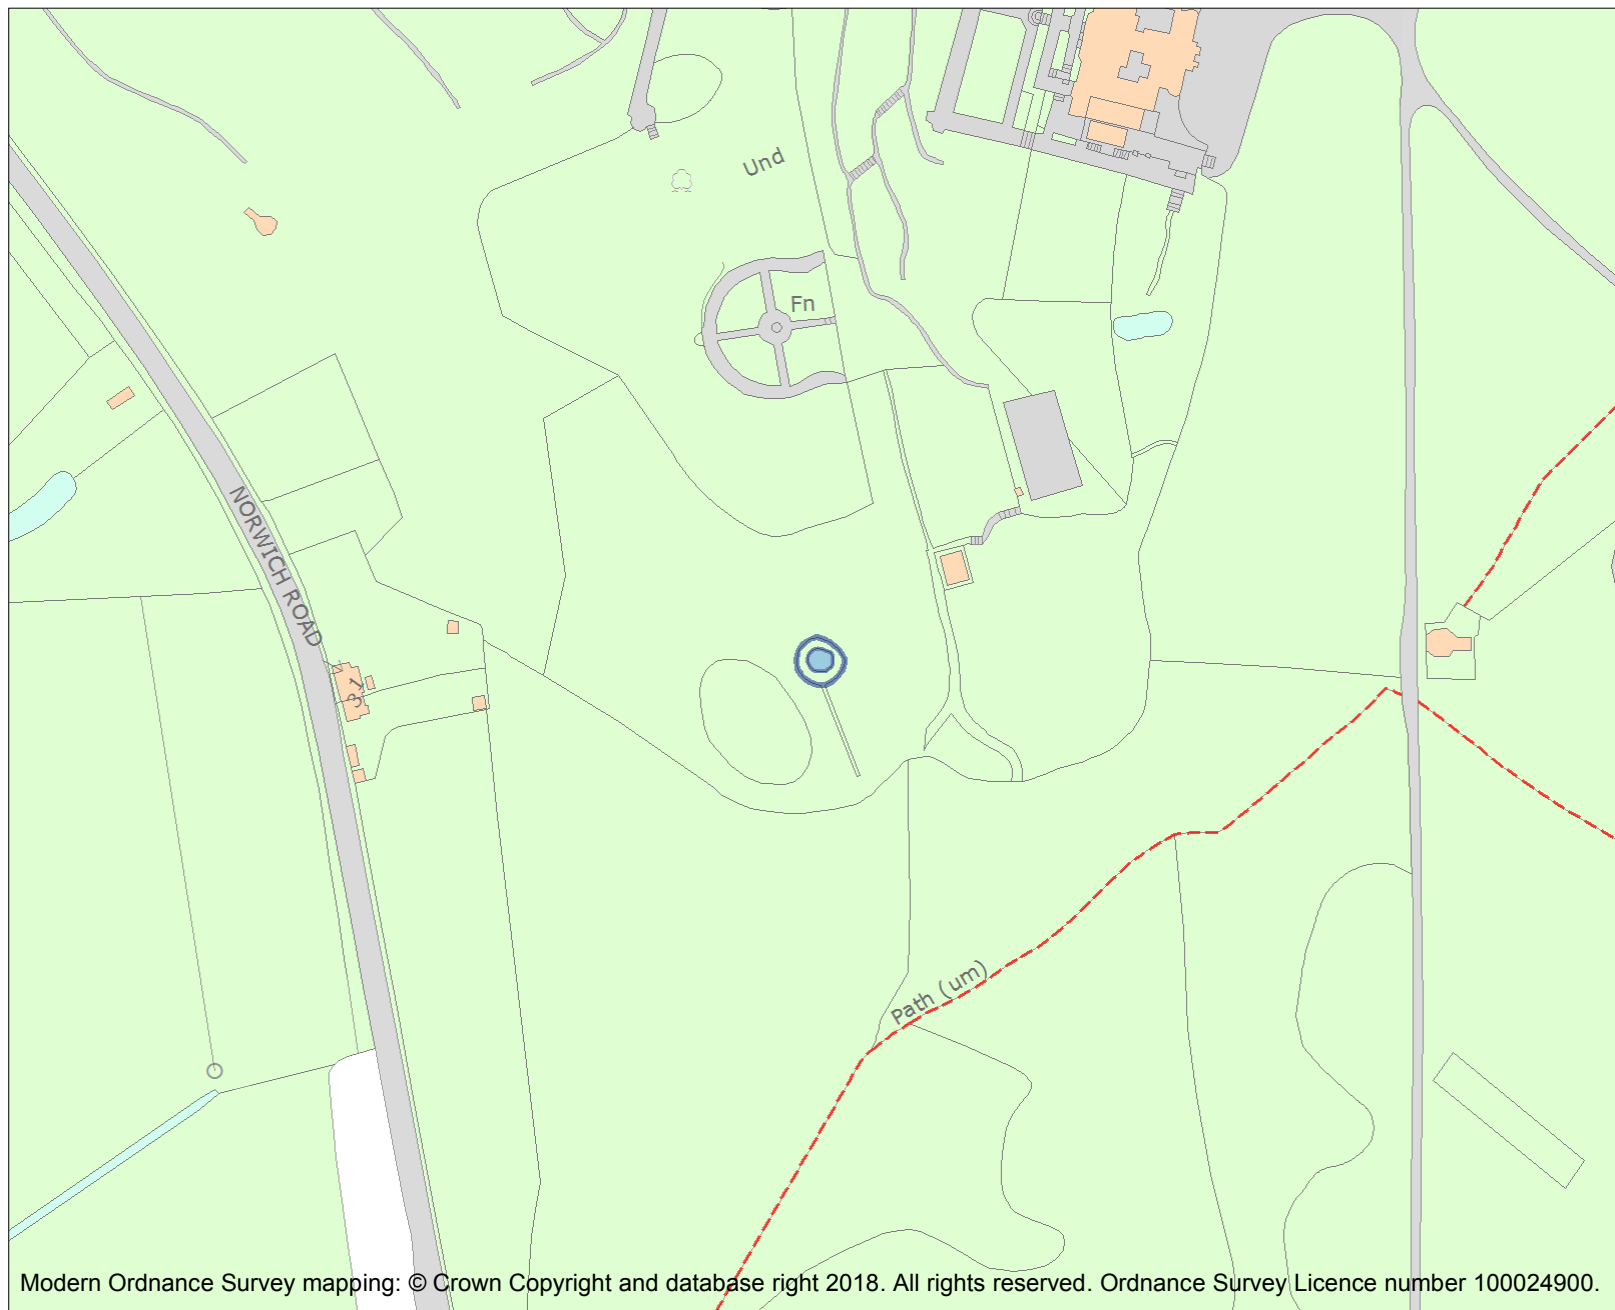 Und
Fn
NORWICH ROAD
37
Path (um)
Modern Ordnance Survey mapping: © Crown Copyright and database right 2018. All rights reserved. Ordnance Survey Licence number 100024900.